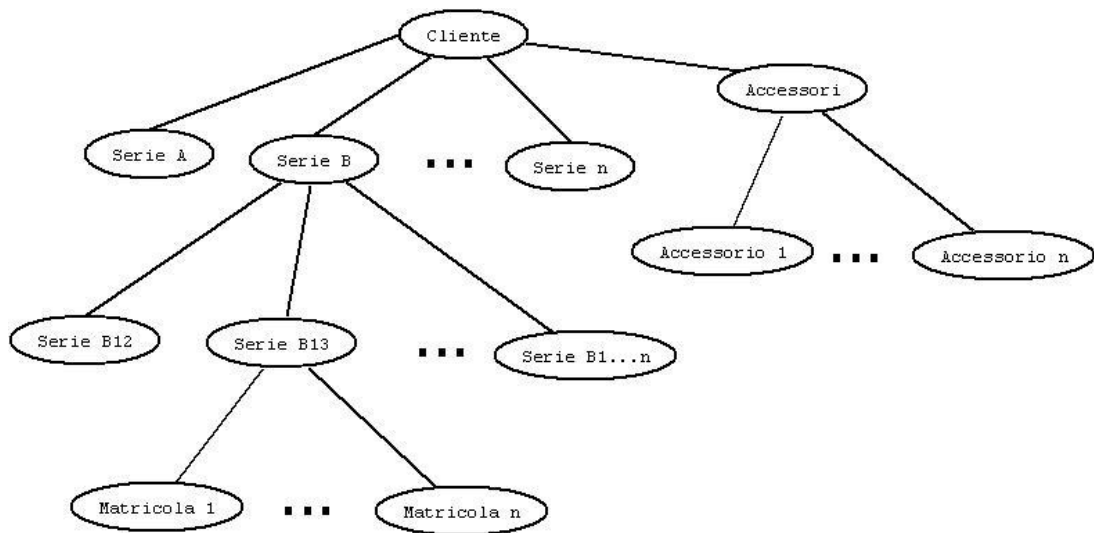 Cliente
Accessori
Serie A
Serie B
...
Serie n
Accessorio 1
...
Accessorio n
Serie B12
Serie B13
...
Serie B1...n
Matricola 1
...
Matricola n